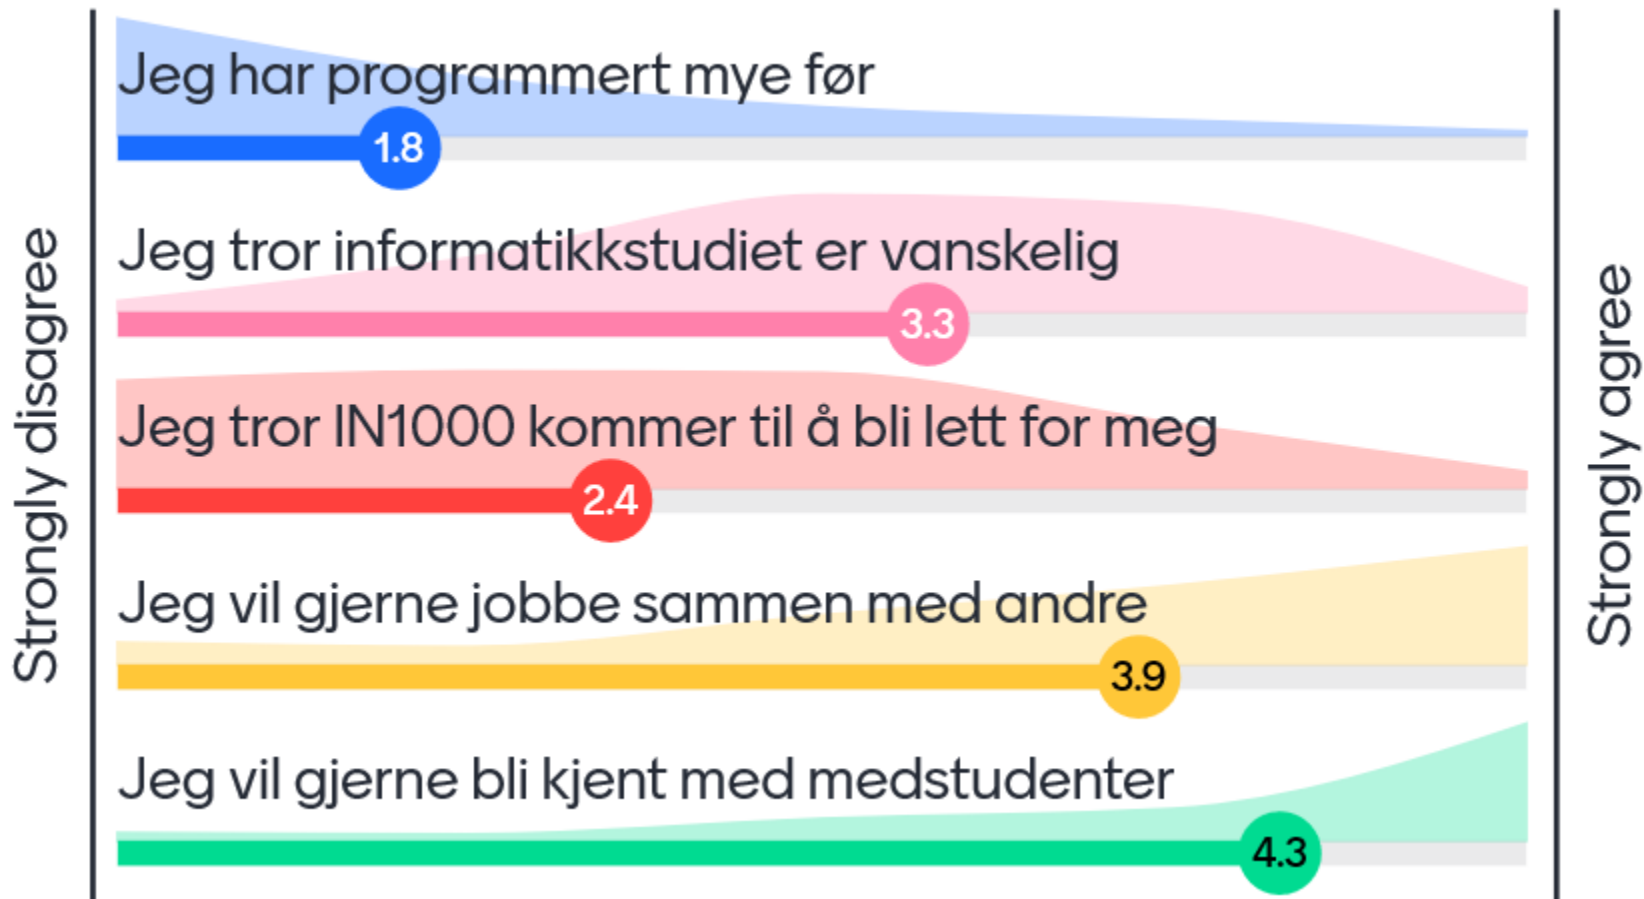 Strongly disagree
Jeg har programmert mye før
1.8
Jeg tror informatikkstudiet er vanskelig
3.3
Jeg tror IN1000 kommer til å bli lett for meg
2.4
Jeg vil gjerne jobbe sammen med andre
3.9
Jeg vil gjerne bli kjent med medstudenter
4.3
Strongly agree